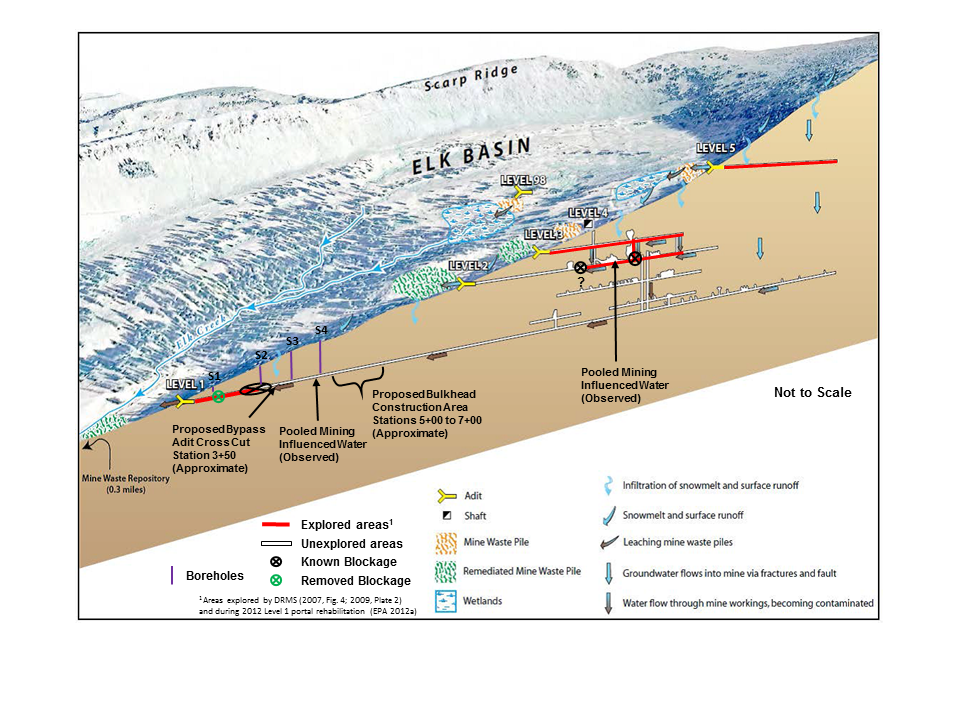 Scarp Ridge
ELK BASIN
LEVEL 5
LEVEL 98
LEVEL 4
LEVEL 3
LEVEL 2
?
Elk Creek
S4
S3
S2
S1
LEVEL 1
Pooled Mining
Influenced Water
(Observed)
Not to Scale
Proposed Bulkhead
Construction Area
Stations 5+00 to 7+00
(Approximate)
Proposed Bypass
Adit Cross Cut
Station 3+50
(Approximate)
Pooled Mining
Influenced Water
(Observed)
Mine Waste Repository
(0.3 miles)
Boreholes
Explored areas1
Unexplored areas
Known Blockage
Removed Blockage
1 Areas explored by DRMS (2007, Fig. 4; 2009, Plate 2)
and during 2012 Level 1 portal rehabilitation (EPA 2012a)
Adit
Shaft
Mine Waste Pile
Remediated Mine Waste Pile
Wetlands
Infiltration of snowmelt and surface runoff
Snowmelt and surface runoff
Leaching mine waste piles
Groundwater flows into mine via fractures and fault
Water flow through mine workings, becoming contaminated